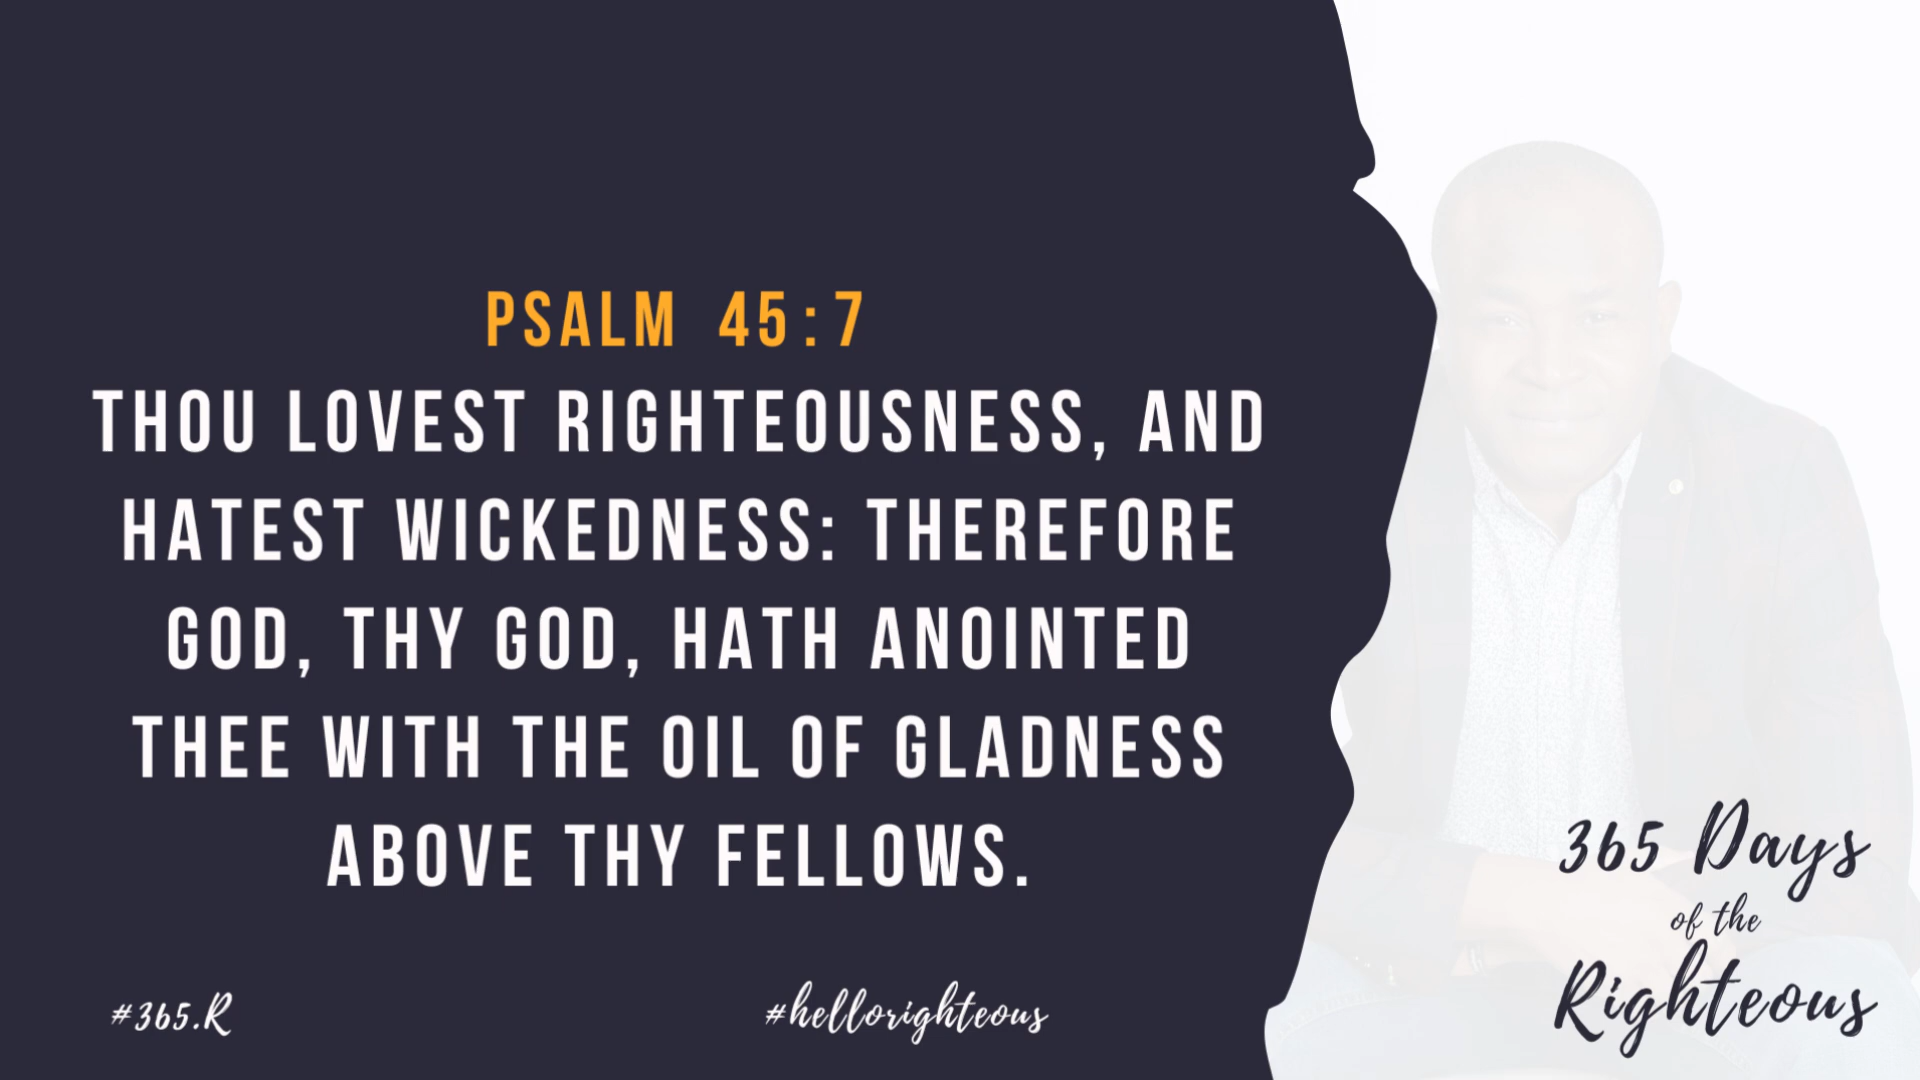 PSALM 45:7
THOU LOVEST RIGHTEOUSNESS, AND
HATEST WICKEDNESS: THEREFORE
GOD, THY GOD, HATH ANOINTED
THEE WITH THE OIL OF GLADNESS
ABOVE THY FELLOWS.
#365.R
#hellorighteous
365 Days
of the
Righteous